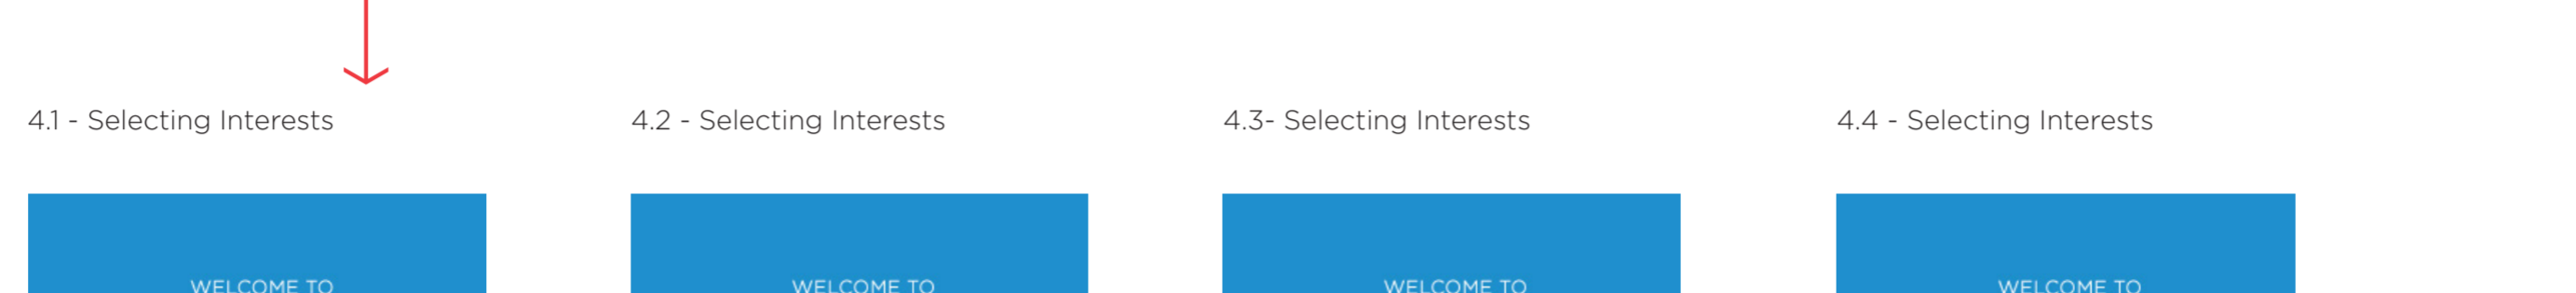 4.1 - Selecting Interests
4.2 - Selecting Interests
4.3- Selecting Interests
4.4 - Selecting Interests
WELCOME TO
WELCOME TO
WELCOME TO
WELCOME TO